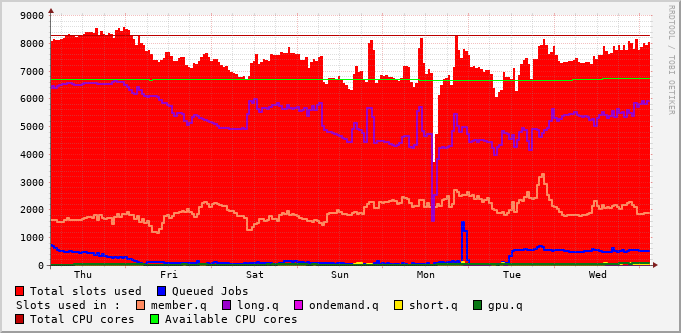 9000
8000
7000
6000
5000
4000
3000
2000
1000
0
Thu Fri Sat Sun Mon Tue Wed
RRDTOOL / TOBI OETIKER
Total slots used Queued Jobs
Slots used in : member.q long.q ondemand.q short.q gpu.q
Total CPU cores Available CPU cores